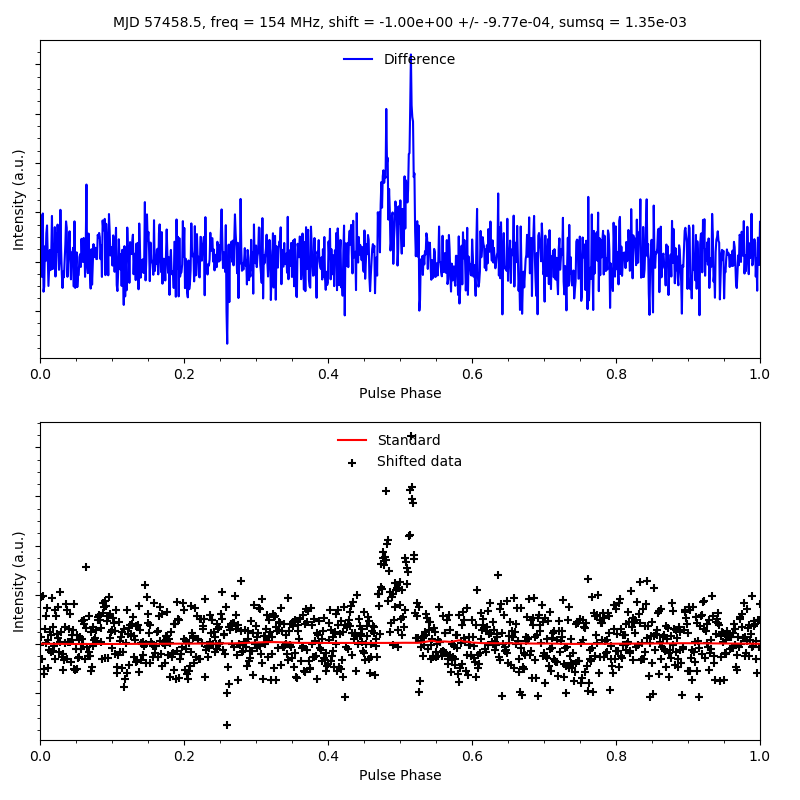 MJD 57458.5, freq = 154 MHz, shift = -1.00e+00 +/- -9.77e-04, sumsq = 1.35e-03
Difference
Intensity (a.u.)
0.0 0.2 0.4 0.6 0.8 1.0
Pulse Phase
Standard
Shifted data
Intensity (a.u.)
0.0 0.2 0.4 0.6 0.8 1.0
Pulse Phase